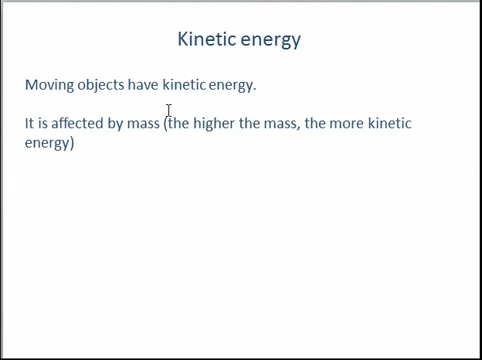 Kinetic energy
Moving objects have kinetic energy.
It is affected by mass (the higher the mass, the more kinetic
energy)